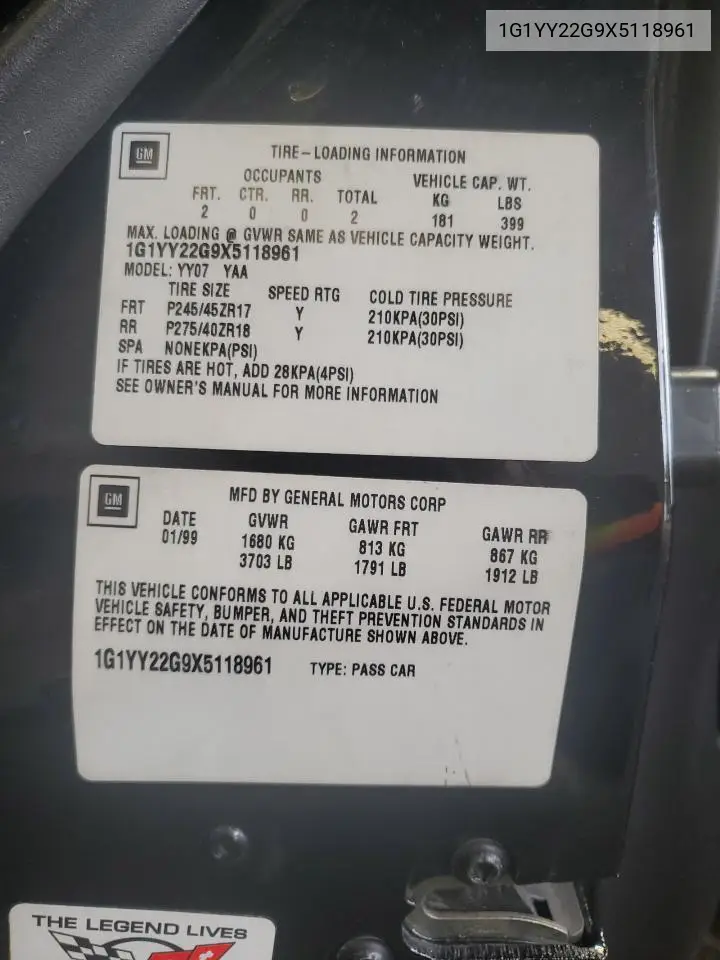 1G1YY22G9X5118961
GM
TIRE-LOADING INFORMATION
OCCUPANTS VEHICLE CAP. WT.
FRT. CTR. RR. TOTAL KG LBS
2 0 0 2 181 399
MAX. LOADING @ GVWR SAME AS VEHICLE CAPACITY WEIGHT.
1G1YY22G9X5118961
MODEL: YY07 YAA
TIRE SIZE SPEED RTG COLD TIRE PRESSURE
FRT P245/45ZR17 Y 210KPA(30PSI)
RR P275/40ZR18 Y 210KPA(30PSI)
SPA NONEKPA(PSI)
IF TIRES ARE HOT, ADD 28KPA(4PSI)
SEE OWNER'S MANUAL FOR MORE INFORMATION
GM
MFD BY GENERAL MOTORS CORP
DATE GVWR GAWR FRT GAWR RR
01/99 1680 KG 813 KG 867 KG
3703 LB 1791 LB 1912 LB
THIS VEHICLE CONFORMS TO ALL APPLICABLE U.S. FEDERAL MOTOR
VEHICLE SAFETY, BUMPER, AND THEFT PREVENTION STANDARDS IN
EFFECT ON THE DATE OF MANUFACTURE SHOWN ABOVE.
1G1YY22G9X5118961 TYPE: PASS CAR
THE LEGEND LIVES